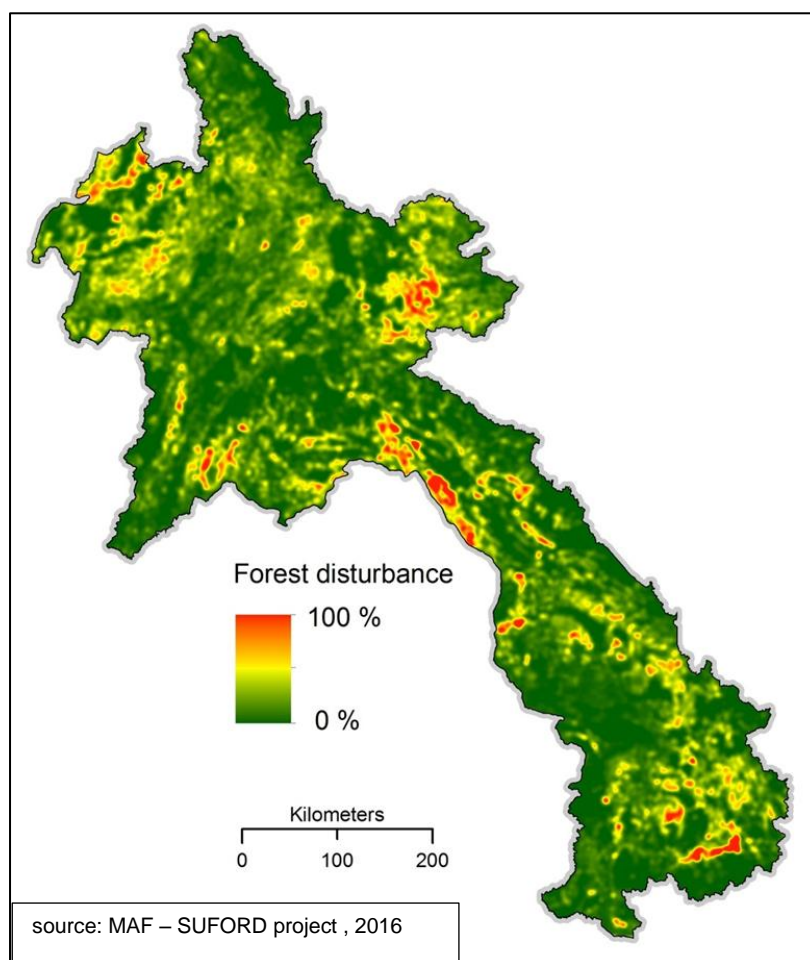 Forest disturbance
100 %
0 %
Kilometers
0 100 200
source: MAF – SUFORD project , 2016